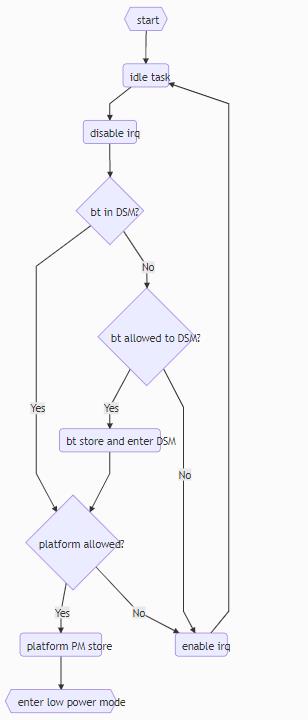 start
idle task
disable irq
bt in DSM?
No
bt allowed to DSM?
Yes
Yes
bt store and enter DSM
No
platform allowed?
Yes
No
platform PM store
enable irq
enter low power mode